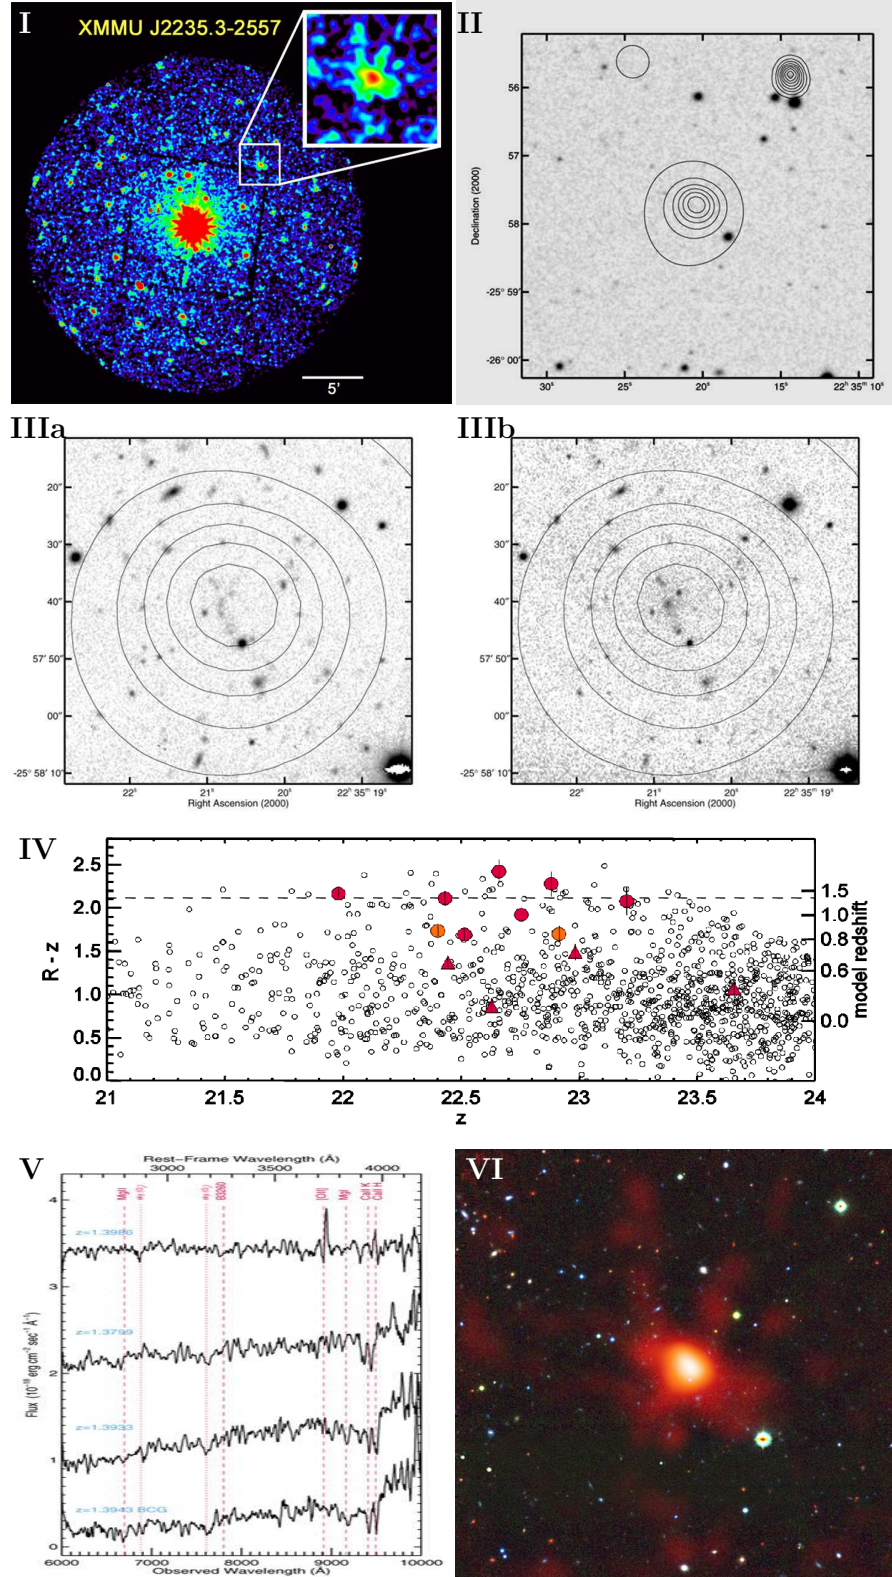 I
XMMU J2235.3-2557
5'
II
Declination (2000)
56
57
58
-25° 59'
-26° 00'
30s
25s
20s
15s
22h 35m 10s
IIIa
20″
30″
40″
57' 50″
00″
-25° 58' 10″
22s
21s
20s
22h 35m 19s
Right Ascension (2000)
IIIb
20″
30″
40″
57' 50″
00″
-25° 58' 10″
22s
21s
20s
22h 35m 19s
Right Ascension (2000)
IV
R - z
2.5
2.0
1.5
1.0
0.5
0.0
21
21.5
22
22.5
23
23.5
24
z
1.5
1.0
0.8
0.6
0.0
model redshift
V
Rest-Frame Wavelength (Å)
3000
3500
4000
MgII
B3260
[OII]
MgI
CaII K
CaII H
Flux (10⁻¹⁸ erg cm⁻² sec⁻¹ Å⁻¹)
4
3
2
1
0
z=1.3986
z=1.3799
z=1.3933
z=1.3943 BCG
6000
7000
8000
9000
10000
Observed Wavelength (Å)
VI